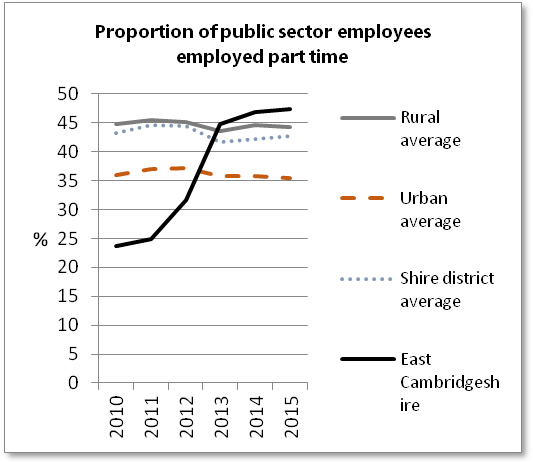 Proportion of public sector employees
employed part time
50
45
40
35
30
25
20
15
10
5
0
%
2010
2011
2012
2013
2014
2015
Rural
average
Urban
average
Shire district
average
East
Cambridgesh
ire